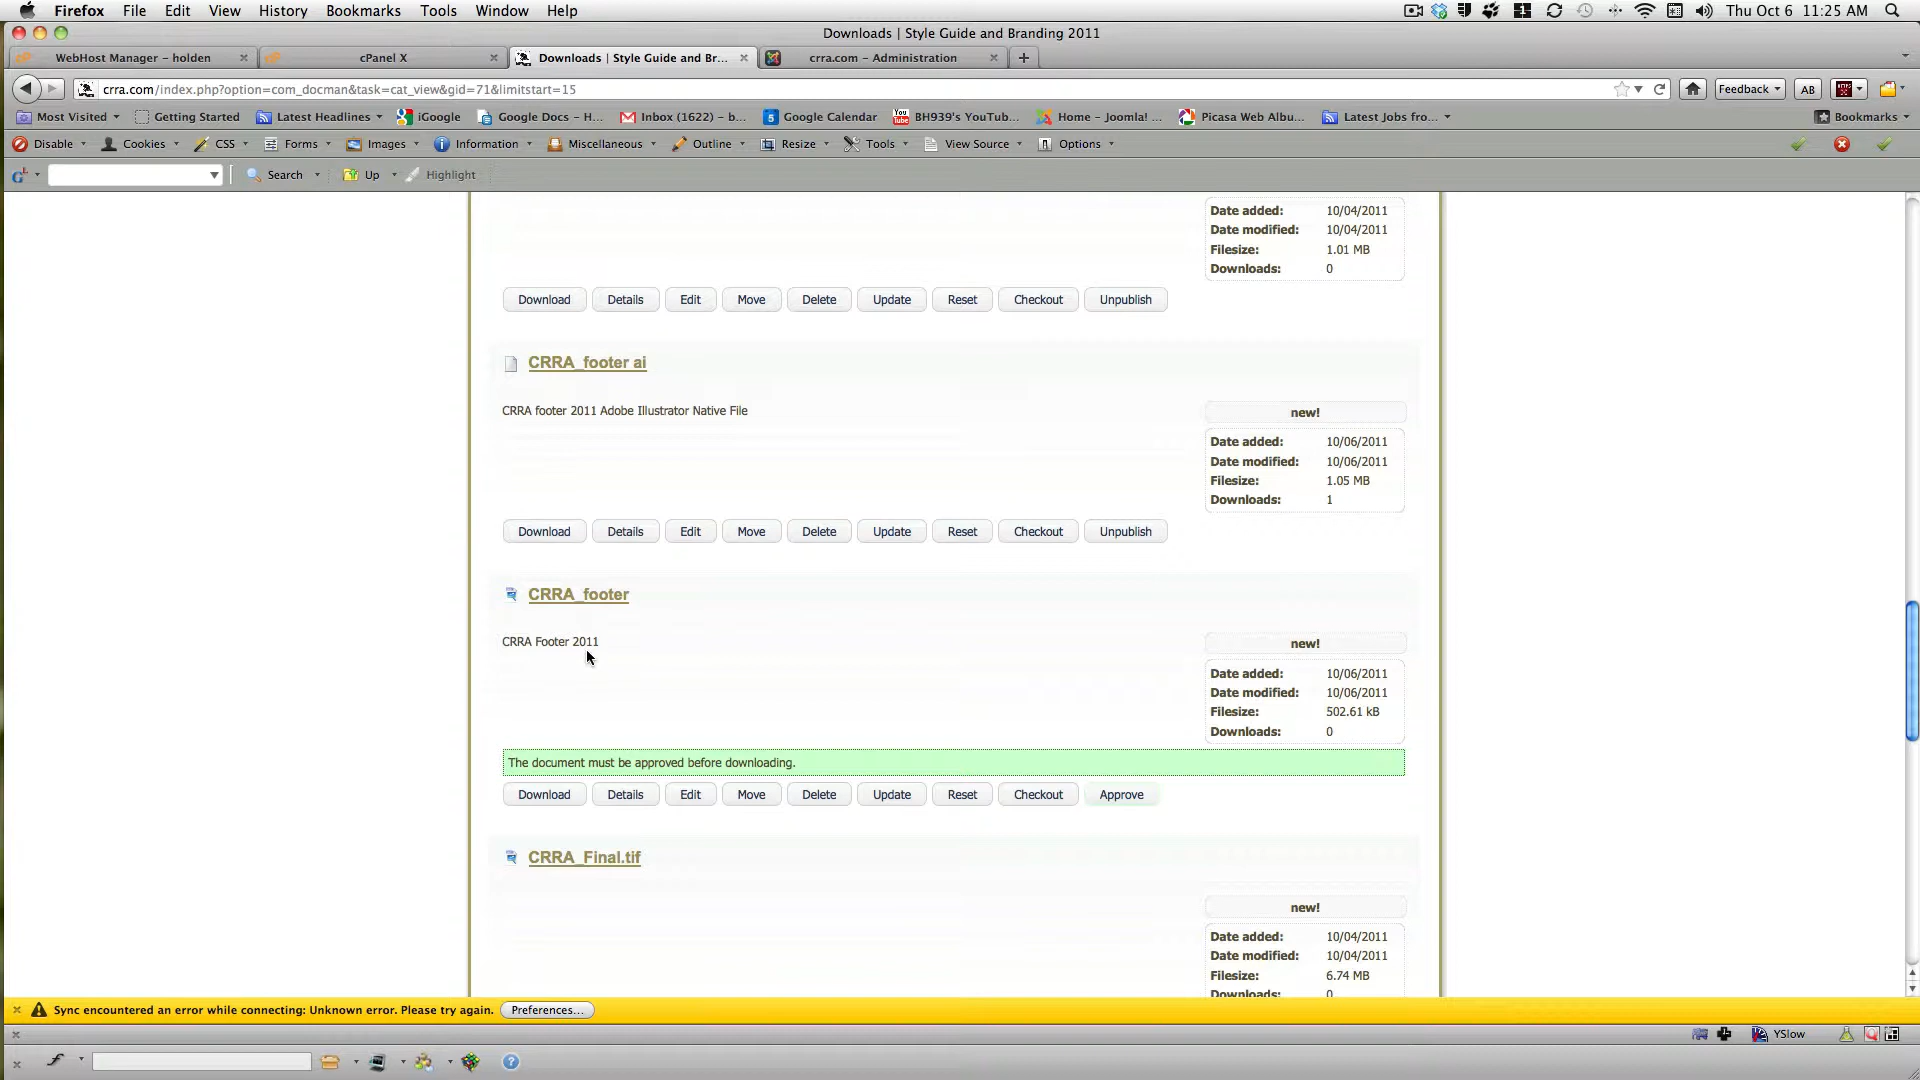 Firefox File Edit View History Bookmarks Tools Window Help Thu Oct 6 11:25 AM
Downloads | Style Guide and Branding 2011
WebHost Manager - holden cPanel X Downloads | Style Guide and Br... crra.com - Administration
crra.com/index.php?option=com_docman&task=cat_view&gid=71&limitstart=15 Feedback AB
Most Visited Getting Started Latest Headlines iGoogle Google Docs - H... Inbox (1622) - b... Google Calendar BH939's YouTub... Home - Joomla! ... Picasa Web Albu... Latest Jobs fro... Bookmarks
Disable Cookies CSS Forms Images Information Miscellaneous Outline Resize Tools View Source Options
Search Up Highlight
Date added: 10/04/2011
Date modified: 10/04/2011
Filesize: 1.01 MB
Downloads: 0
Download Details Edit Move Delete Update Reset Checkout Unpublish
CRRA_footer ai
CRRA footer 2011 Adobe Illustrator Native File
new!
Date added: 10/06/2011
Date modified: 10/06/2011
Filesize: 1.05 MB
Downloads: 1
Download Details Edit Move Delete Update Reset Checkout Unpublish
CRRA_footer
CRRA Footer 2011
new!
Date added: 10/06/2011
Date modified: 10/06/2011
Filesize: 502.61 kB
Downloads: 0
The document must be approved before downloading.
Download Details Edit Move Delete Update Reset Checkout Approve
CRRA_Final.tif
new!
Date added: 10/04/2011
Date modified: 10/04/2011
Filesize: 6.74 MB
Downloads: 0
Sync encountered an error while connecting: Unknown error. Please try again. Preferences...
YSlow